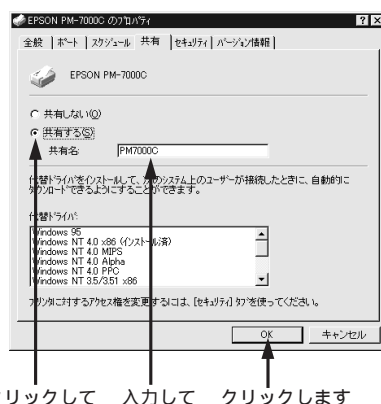 EPSON PM-7000C のプロパティ
全般 ポート スケジュール 共有 セキュリティ バージョン情報
EPSON PM-7000C
共有しない(O)
共有する(S)
共有名 PM7000C
代替ドライバをインストールして、次のシステム上のユーザーが接続したときに、自動的に
ダウンロードできるようにすることができます。
代替ドライバ:
Windows 95
Windows NT 4.0 x86 (インストール済)
Windows NT 4.0 MIPS
Windows NT 4.0 Alpha
Windows NT 4.0 PPC
Windows NT 3.5/3.51 x86
プリンタに対するアクセス権を変更するには、[セキュリティ] タブを使ってください。
OK キャンセル
リックして 入力して クリックします